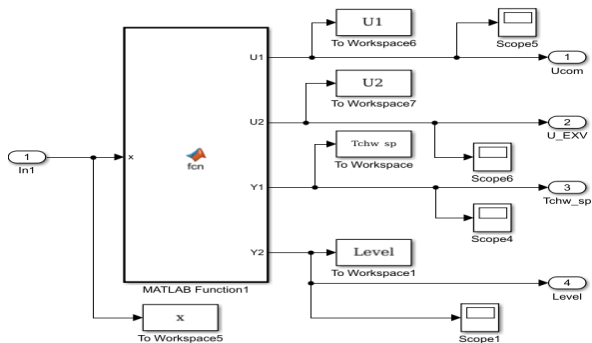 U1
To Workspace6
Scope5
U1
1
Ucom
U2
To Workspace7
U2
2
U_EXV
Tchw sp
To Workspace
Scope6
1
In1
x
fcn
Y1
3
Tchw_sp
Scope4
Y2
Level
To Workspace1
4
Level
MATLAB Function1
x
To Workspace5
Scope1